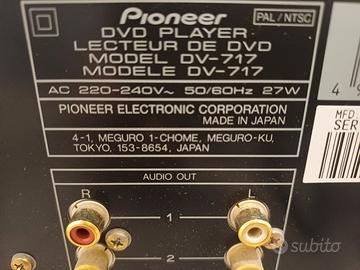 Pioneer
PAL/NTSC
DVD PLAYER
LECTEUR DE DVD
MODEL DV-717
MODÈLE DV-717
AC 220-240V~ 50/60Hz 27W
PIONEER ELECTRONIC CORPORATION
MADE IN JAPAN
4-1, MEGURO 1-CHOME, MEGURO-KU,
TOKYO, 153-8654, JAPAN
4
MFD.
SER
AUDIO OUT
R
L
1
2
subito